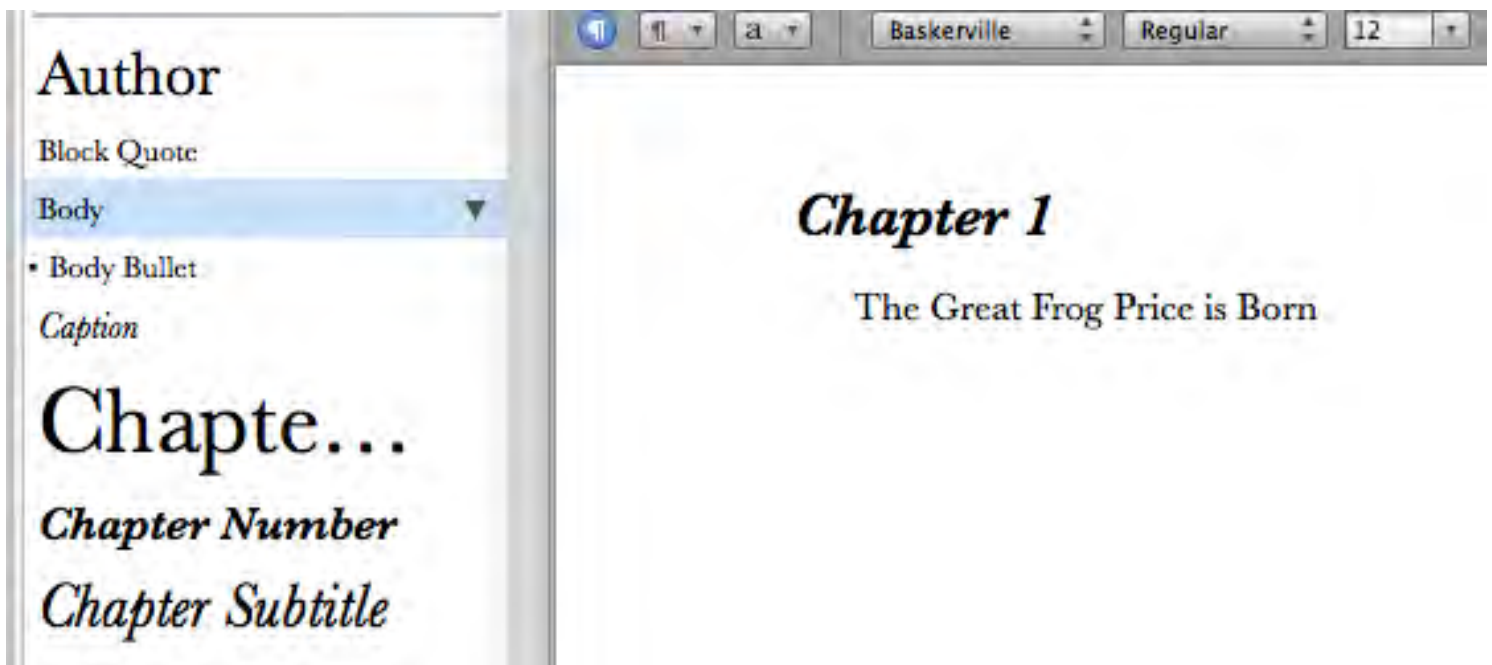 ¶ ¶ a Baskerville Regular 12
Author
Block Quote
Body
• Body Bullet
Caption
Chapte...
Chapter Number
Chapter Subtitle
Chapter 1
The Great Frog Price is Born